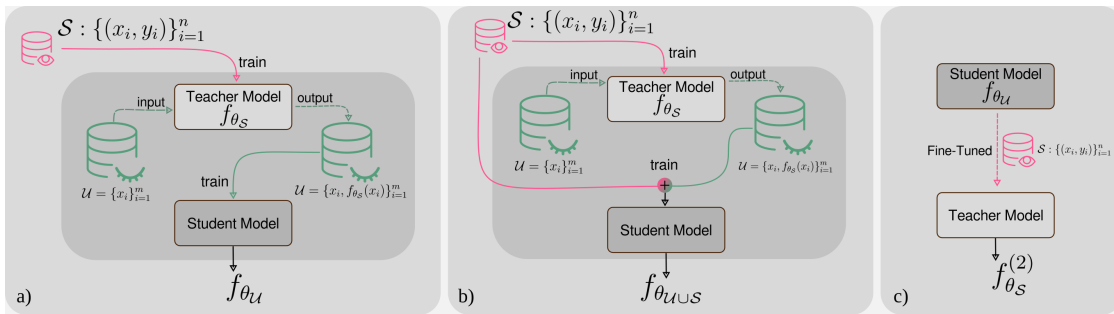 𝒮 : {(x_i, y_i)}_{i=1}^n
train
input
Teacher Model
f_{θ_𝒮}
output
𝒰 = {x_i}_{i=1}^m
𝒰 = {x_i, f_{θ_𝒮}(x_i)}_{i=1}^m
train
Student Model
f_{θ_𝒰}
a)
𝒮 : {(x_i, y_i)}_{i=1}^n
train
input
Teacher Model
f_{θ_𝒮}
output
𝒰 = {x_i}_{i=1}^m
𝒰 = {x_i, f_{θ_𝒮}(x_i)}_{i=1}^m
train
+
Student Model
f_{θ_{𝒰∪𝒮}}
b)
Student Model
f_{θ_𝒰}
Fine-Tuned
𝒮 : {(x_i, y_i)}_{i=1}^n
Teacher Model
f_{θ_𝒮}^{(2)}
c)